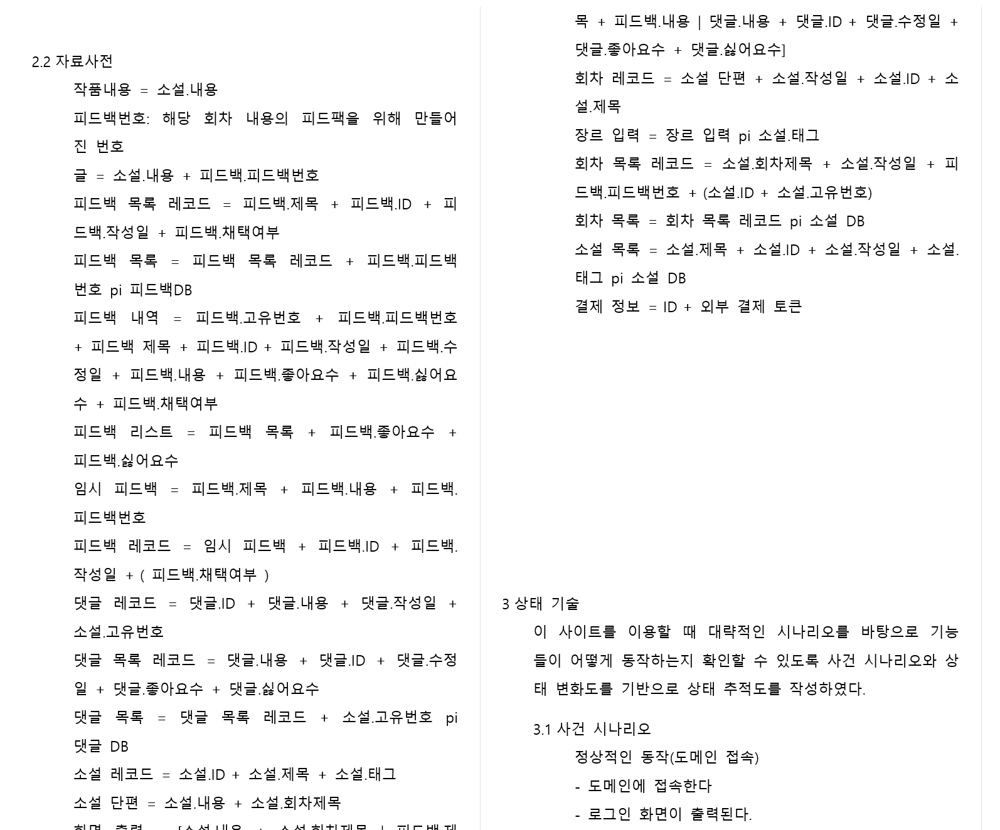 2.2 자료사전
작품내용 = 소설.내용
피드백번호: 해당 회차 내용의 피드팩을 위해 만들어
진 번호
글 = 소설.내용 + 피드백.피드백번호
피드백 목록 레코드 = 피드백.제목 + 피드백.ID + 피
드백.작성일 + 피드백.채택여부
피드백 목록 = 피드백 목록 레코드 + 피드백.피드백
번호 pi 피드백DB
피드백 내역 = 피드백.고유번호 + 피드백.피드백번호
+ 피드백 제목 + 피드백.ID + 피드백.작성일 + 피드백.수
정일 + 피드백.내용 + 피드백.좋아요수 + 피드백.싫어요
수 + 피드백.채택여부
피드백 리스트 = 피드백 목록 + 피드백.좋아요수 +
피드백.싫어요수
임시 피드백 = 피드백.제목 + 피드백.내용 + 피드백.
피드백번호
피드백 레코드 = 임시 피드백 + 피드백.ID + 피드백.
작성일 + ( 피드백.채택여부 )
댓글 레코드 = 댓글.ID + 댓글.내용 + 댓글.작성일 +
소설.고유번호
댓글 목록 레코드 = 댓글.내용 + 댓글.ID + 댓글.수정
일 + 댓글.좋아요수 + 댓글.싫어요수
댓글 목록 = 댓글 목록 레코드 + 소설.고유번호 pi
댓글 DB
소설 레코드 = 소설.ID + 소설.제목 + 소설.태그
소설 단편 = 소설.내용 + 소설.회차제목
화면 출력 = [소설.내용 + 소설.회차제목 | 피드백.제
목 + 피드백.내용 | 댓글.내용 + 댓글.ID + 댓글.수정일 +
댓글.좋아요수 + 댓글.싫어요수]
회차 레코드 = 소설 단편 + 소설.작성일 + 소설.ID + 소
설.제목
장르 입력 = 장르 입력 pi 소설.태그
회차 목록 레코드 = 소설.회차제목 + 소설.작성일 + 피
드백.피드백번호 + (소설.ID + 소설.고유번호)
회차 목록 = 회차 목록 레코드 pi 소설 DB
소설 목록 = 소설.제목 + 소설.ID + 소설.작성일 + 소설.
태그 pi 소설 DB
결제 정보 = ID + 외부 결제 토큰
3 상태 기술
이 사이트를 이용할 때 대략적인 시나리오를 바탕으로 기능
들이 어떻게 동작하는지 확인할 수 있도록 사건 시나리오와 상
태 변화도를 기반으로 상태 추적도를 작성하였다.
3.1 사건 시나리오
정상적인 동작(도메인 접속)
- 도메인에 접속한다
- 로그인 화면이 출력된다.